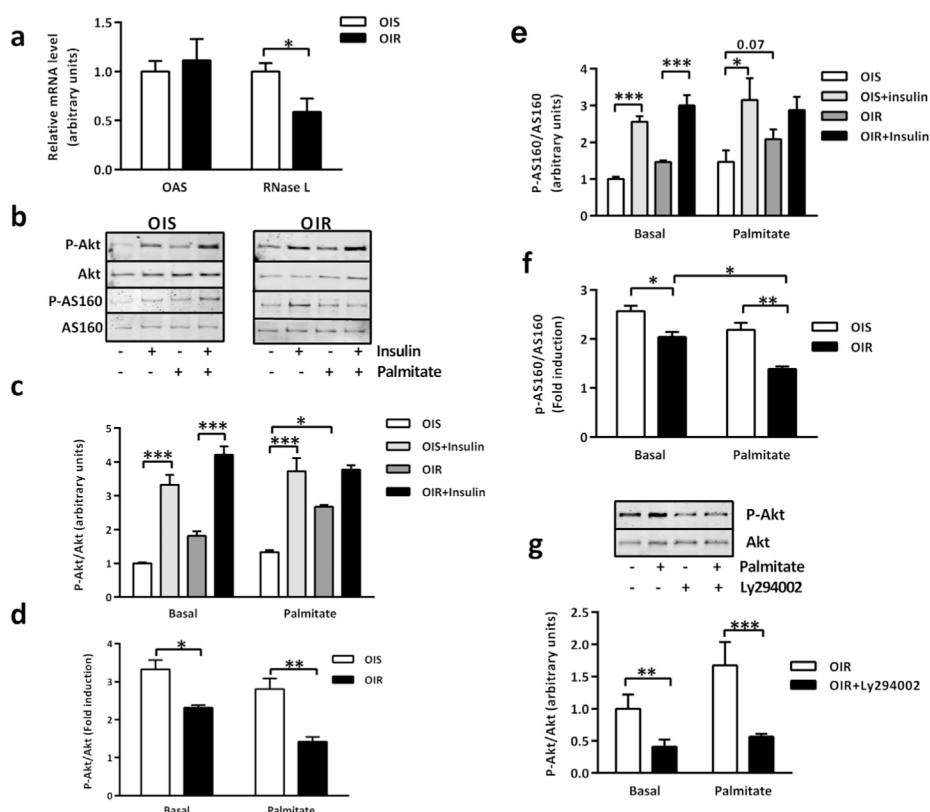 a
Relative mRNA level
(arbitrary units)
1.5
1.0
0.5
0.0
OIS
OIR
*
OAS
RNase L
b
OIS
OIR
P-Akt
Akt
P-AS160
AS160
- + - +
- + - +
Insulin
- - + +
- - + +
Palmitate
c
P-Akt/Akt (arbitrary units)
5
4
3
2
1
0
***
***
***
*
OIS
OIS+Insulin
OIR
OIR+Insulin
Basal
Palmitate
d
P-Akt/Akt (Fold induction)
4
3
2
1
0
*
**
OIS
OIR
Basal
Palmitate
e
P-AS160/AS160
(arbitrary units)
4
3
2
1
0
***
***
0.07
*
OIS
OIS+insulin
OIR
OIR+Insulin
Basal
Palmitate
f
p-AS160/AS160
(Fold induction)
3
2
1
0
*
*
**
OIS
OIR
Basal
Palmitate
g
P-Akt
Akt
- + - +
Palmitate
- - + +
Ly294002
P-Akt/Akt (arbitrary units)
2.5
2.0
1.5
1.0
0.5
0.0
**
***
OIR
OIR+Ly294002
Basal
Palmitate